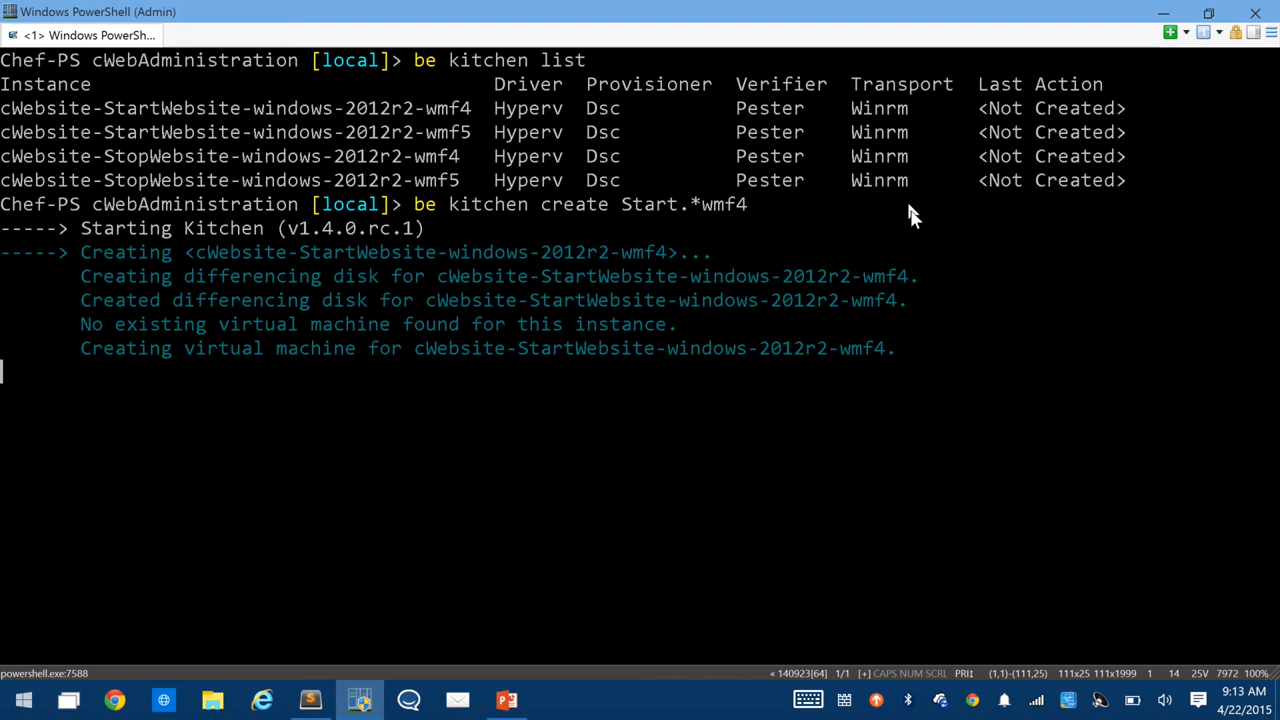 Windows PowerShell (Admin)
<1> Windows PowerSh...
Chef-PS cWebAdministration [local]> be kitchen list
Instance Driver Provisioner Verifier Transport Last Action
cWebsite-StartWebsite-windows-2012r2-wmf4 Hyperv Dsc Pester Winrm <Not Created>
cWebsite-StartWebsite-windows-2012r2-wmf5 Hyperv Dsc Pester Winrm <Not Created>
cWebsite-StopWebsite-windows-2012r2-wmf4 Hyperv Dsc Pester Winrm <Not Created>
cWebsite-StopWebsite-windows-2012r2-wmf5 Hyperv Dsc Pester Winrm <Not Created>
Chef-PS cWebAdministration [local]> be kitchen create Start.*wmf4
-----> Starting Kitchen (v1.4.0.rc.1)
-----> Creating <cWebsite-StartWebsite-windows-2012r2-wmf4>...
Creating differencing disk for cWebsite-StartWebsite-windows-2012r2-wmf4.
Created differencing disk for cWebsite-StartWebsite-windows-2012r2-wmf4.
No existing virtual machine found for this instance.
Creating virtual machine for cWebsite-StartWebsite-windows-2012r2-wmf4.
powershell.exe:7588 « 140923[64] 1/1 [+] CAPS NUM SCRL PRI↕ (1,1)-(111,25) 111x25 111x1999 1 14 25V 7972 100%
9:13 AM
4/22/2015